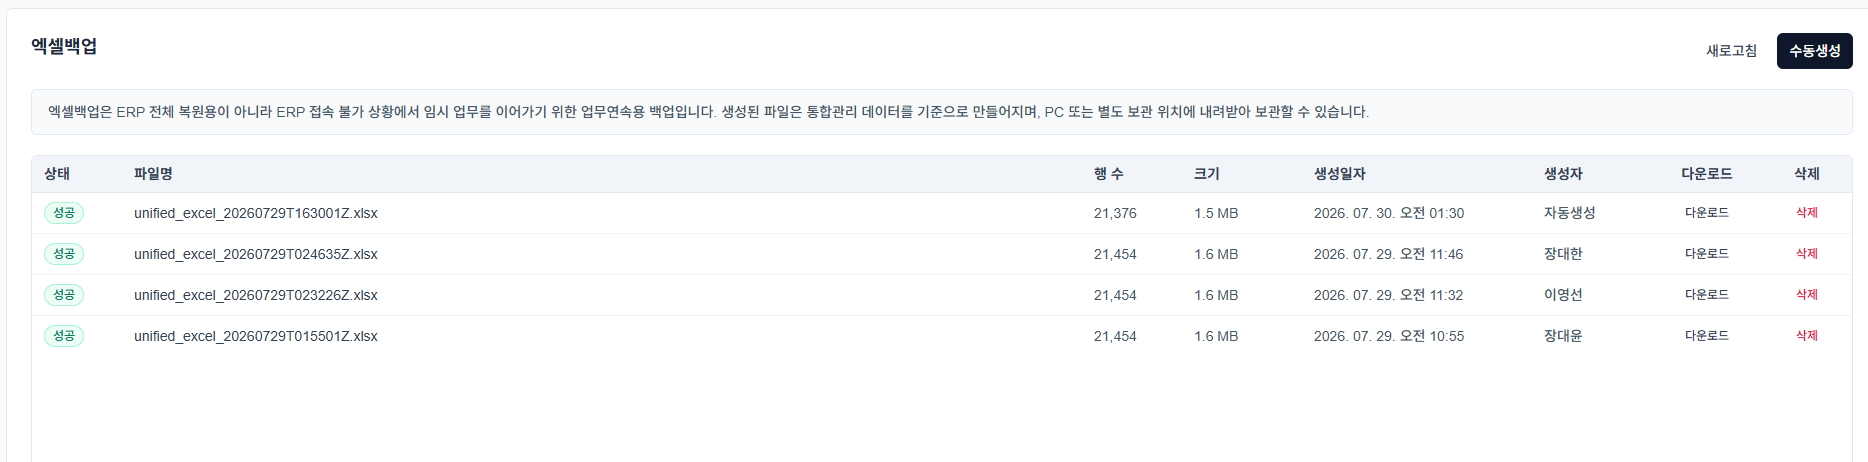 엑셀백업
새로고침 수동생성
엑셀백업은 ERP 전체 복원용이 아니라 ERP 접속 불가 상황에서 임시 업무를 이어가기 위한 업무연속용 백업입니다. 생성된 파일은 통합관리 데이터를 기준으로 만들어지며, PC 또는 별도 보관 위치에 내려받아 보관할 수 있습니다.
상태 파일명 행 수 크기 생성일자 생성자 다운로드 삭제
성공 unified_excel_20260729T163001Z.xlsx 21,376 1.5 MB 2026. 07. 30. 오전 01:30 자동생성 다운로드 삭제
성공 unified_excel_20260729T024635Z.xlsx 21,454 1.6 MB 2026. 07. 29. 오전 11:46 장대한 다운로드 삭제
성공 unified_excel_20260729T023226Z.xlsx 21,454 1.6 MB 2026. 07. 29. 오전 11:32 이영선 다운로드 삭제
성공 unified_excel_20260729T015501Z.xlsx 21,454 1.6 MB 2026. 07. 29. 오전 10:55 장대윤 다운로드 삭제